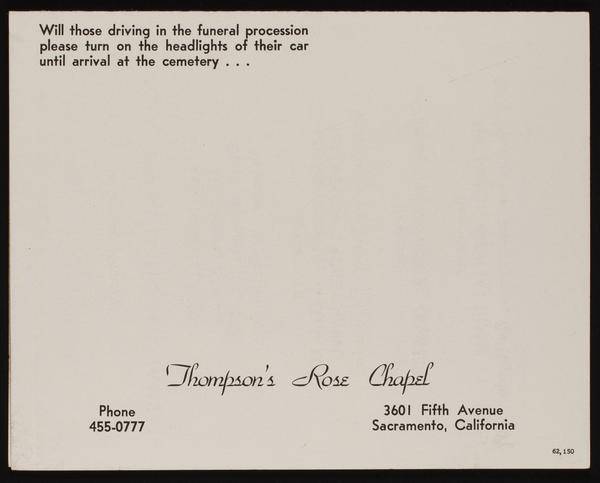 Will those driving in the funeral procession
please turn on the headlights of their car
until arrival at the cemetery . . .
Thompson's Rose Chapel
Phone
455-0777
3601 Fifth Avenue
Sacramento, California
62,150